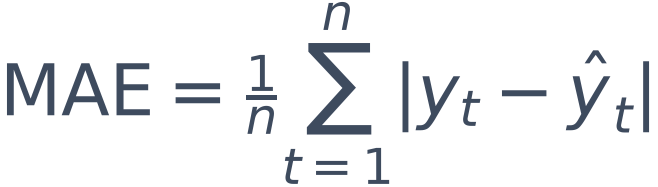 MAE = 1/n ∑_{t=1}^{n} |y_t − ŷ_t|